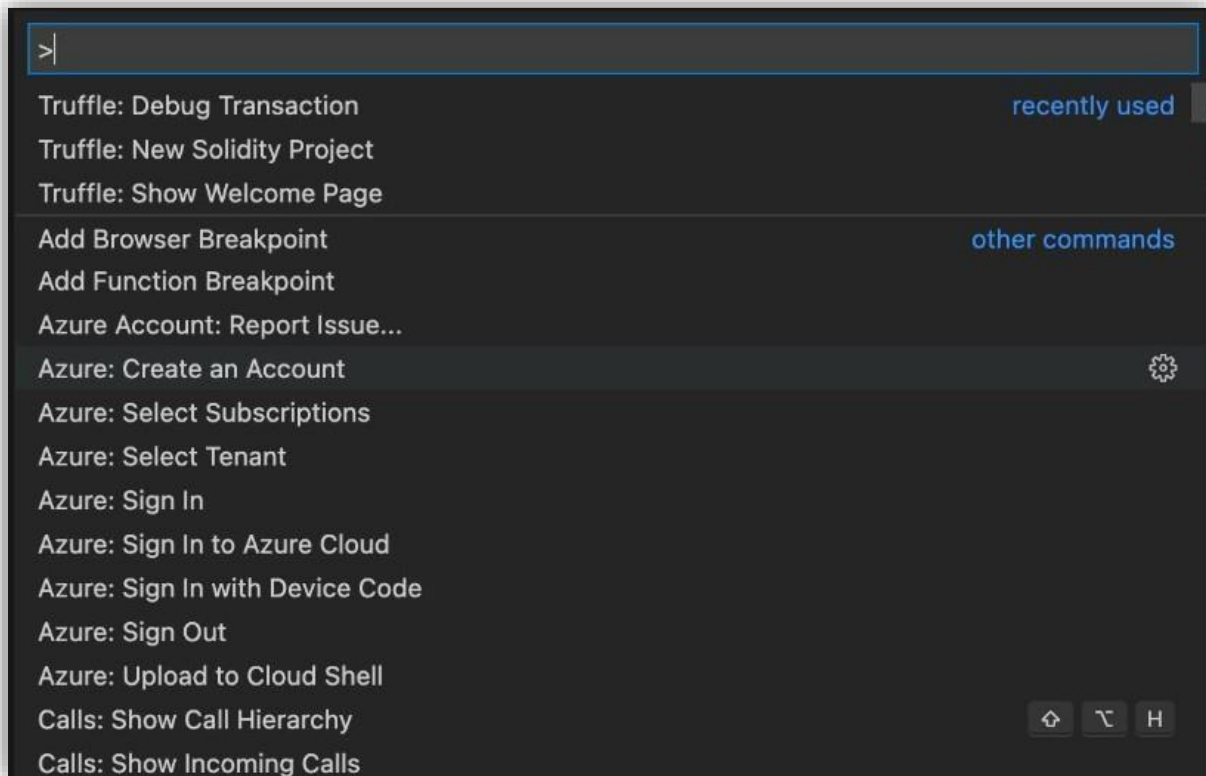 >
Truffle: Debug Transaction recently used
Truffle: New Solidity Project
Truffle: Show Welcome Page
Add Browser Breakpoint other commands
Add Function Breakpoint
Azure Account: Report Issue...
Azure: Create an Account
Azure: Select Subscriptions
Azure: Select Tenant
Azure: Sign In
Azure: Sign In to Azure Cloud
Azure: Sign In with Device Code
Azure: Sign Out
Azure: Upload to Cloud Shell
Calls: Show Call Hierarchy ⇧ ⌥ H
Calls: Show Incoming Calls